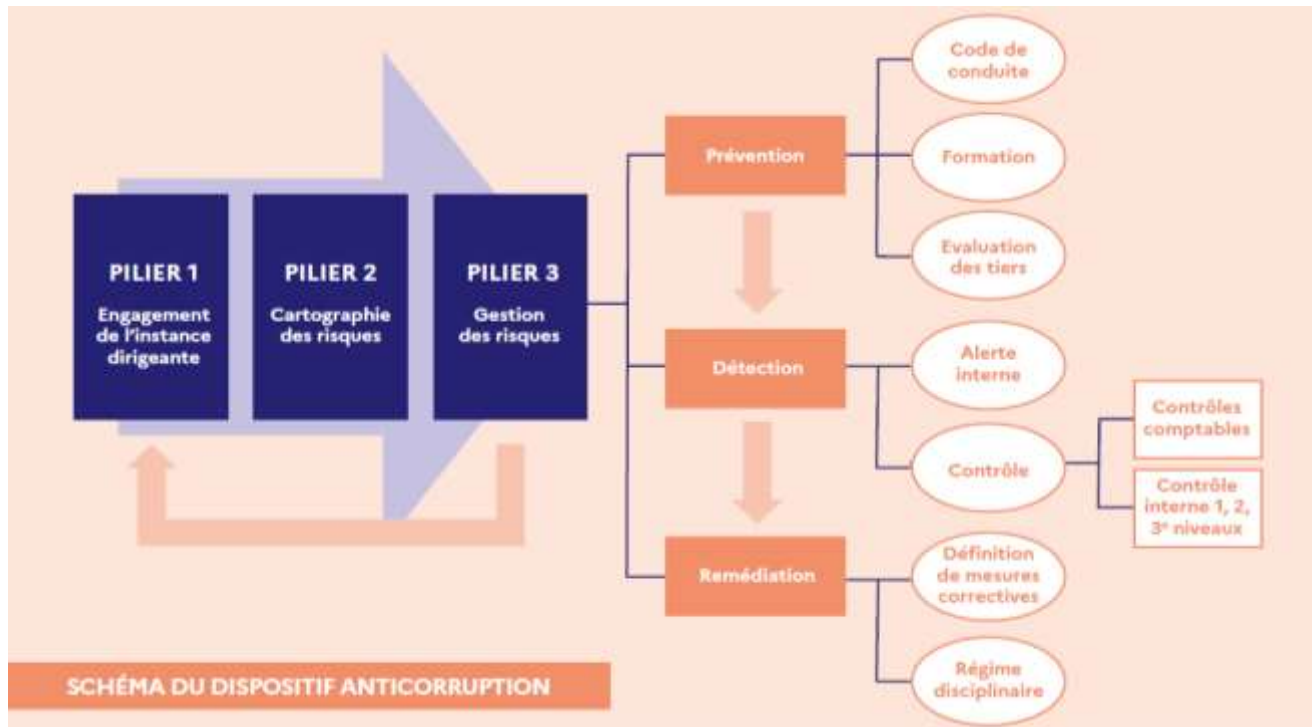 PILIER 1
Engagement
de l'instance
dirigeante
PILIER 2
Cartographie
des risques
PILIER 3
Gestion
des risques
Prévention
Code de
conduite
Formation
Evaluation
des tiers
Détection
Alerte
interne
Contrôle
Contrôles
comptables
Contrôle
interne 1, 2,
3e niveaux
Remédiation
Définition
de mesures
correctives
Régime
disciplinaire
SCHÉMA DU DISPOSITIF ANTICORRUPTION